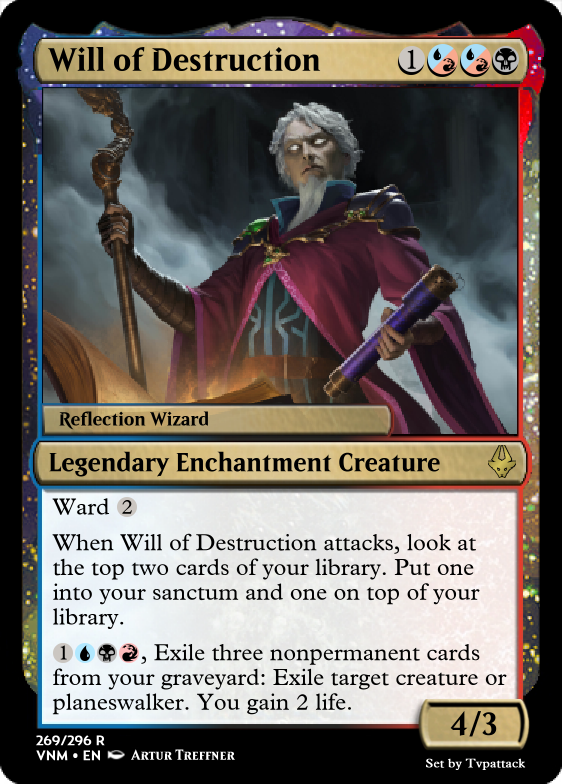 Will of Destruction 1
Reflection Wizard
Legendary Enchantment Creature
Ward 2
When Will of Destruction attacks, look at
the top two cards of your library. Put one
into your sanctum and one on top of your
library.
1, Exile three nonpermanent cards
from your graveyard: Exile target creature or
planeswalker. You gain 2 life.
4/3
269/296 R
VNM • EN ARTUR TREFFNER
Set by Tvpattack